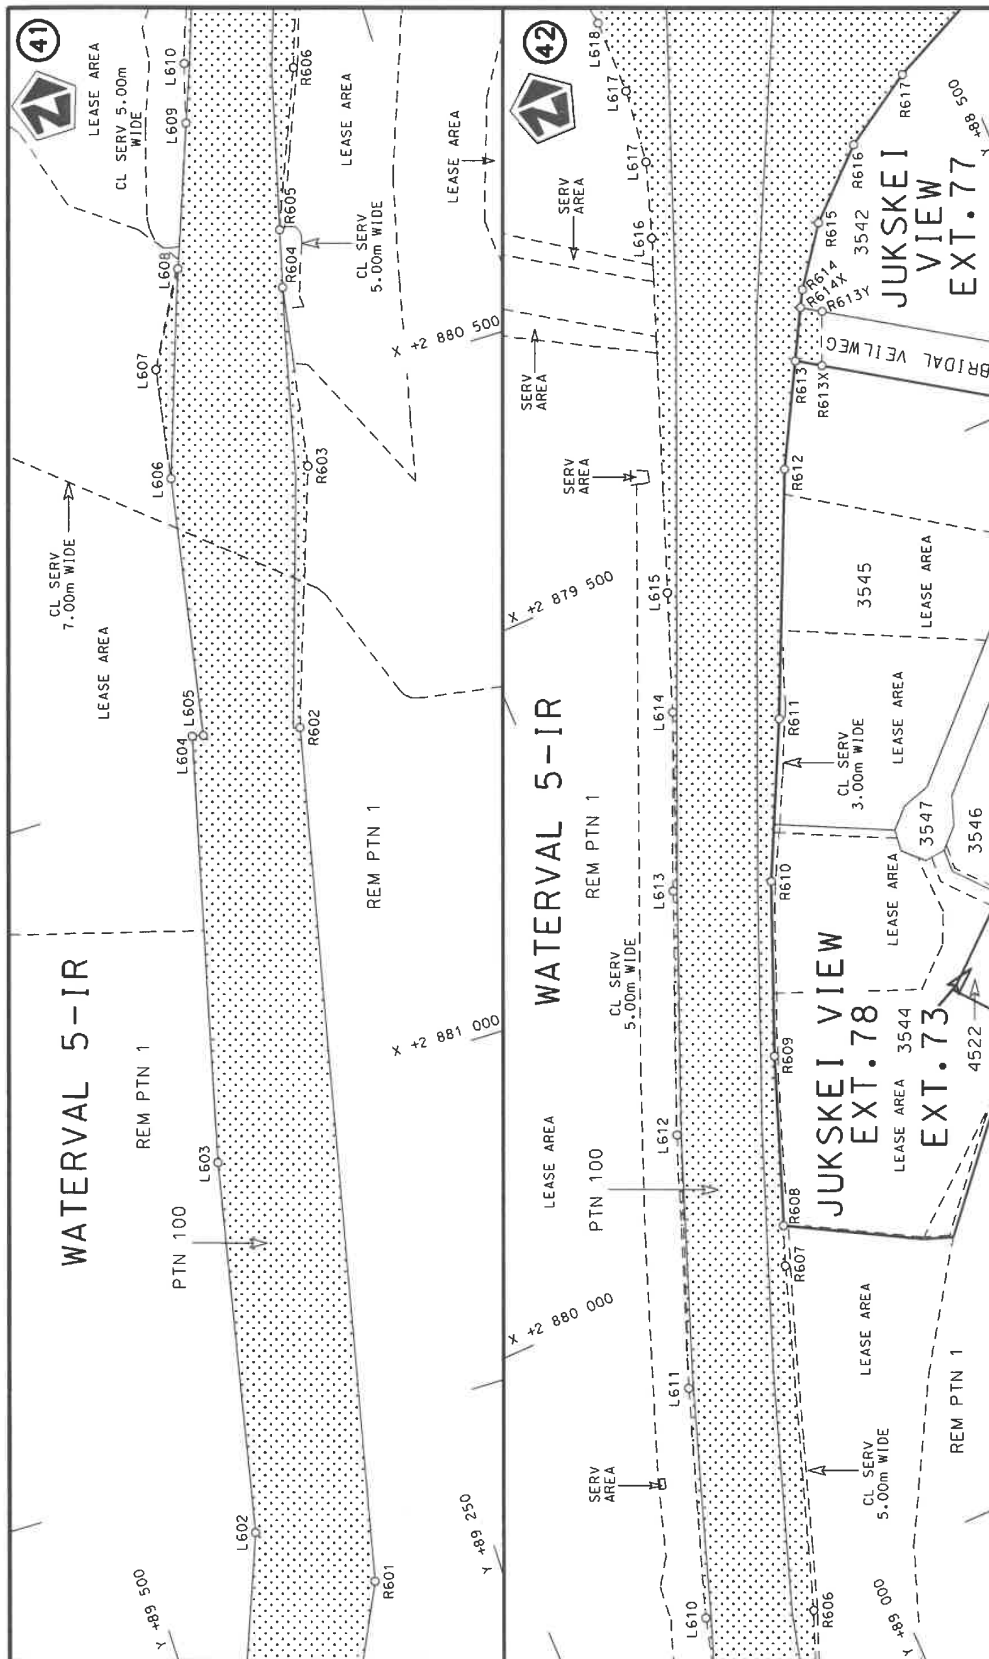 41
LEASE AREA
CL SERV 5.00m
WIDE
L610
L609
L608
L607
L606
L605
L604
L603
L602
R606
R605
R604
R603
R602
R601
LEASE AREA
LEASE AREA
CL SERV
5.00m WIDE
X +2 880 500
CL SERV
7.00m WIDE
LEASE AREA
WATERVAL 5-IR
REM PTN 1
REM PTN 1
PTN 100
X +2 881 000
Y +89 500
Y +89 250
42
L618
L617
L617
L616
L615
L614
L613
L612
L611
L610
SERV
AREA
SERV
AREA
SERV
AREA
SERV
AREA
X +2 879 500
WATERVAL 5-IR
REM PTN 1
CL SERV
5.00m WIDE
LEASE AREA
PTN 100
X +2 880 000
R617
R616
R615
R614
R614X
R613Y
R613
R613X
R612
R611
R610
R609
R608
R607
R606
Y +88 500
3542
JUKSKEI
VIEW
EXT.77
BRIDAL VEILWEG
3545
LEASE AREA
LEASE AREA
CL SERV
3.00m WIDE
3547
3546
LEASE AREA
JUKSKEI VIEW
EXT.78
3544
LEASE AREA
EXT.73
4522
LEASE AREA
REM PTN 1
CL SERV
5.00m WIDE
Y +89 000